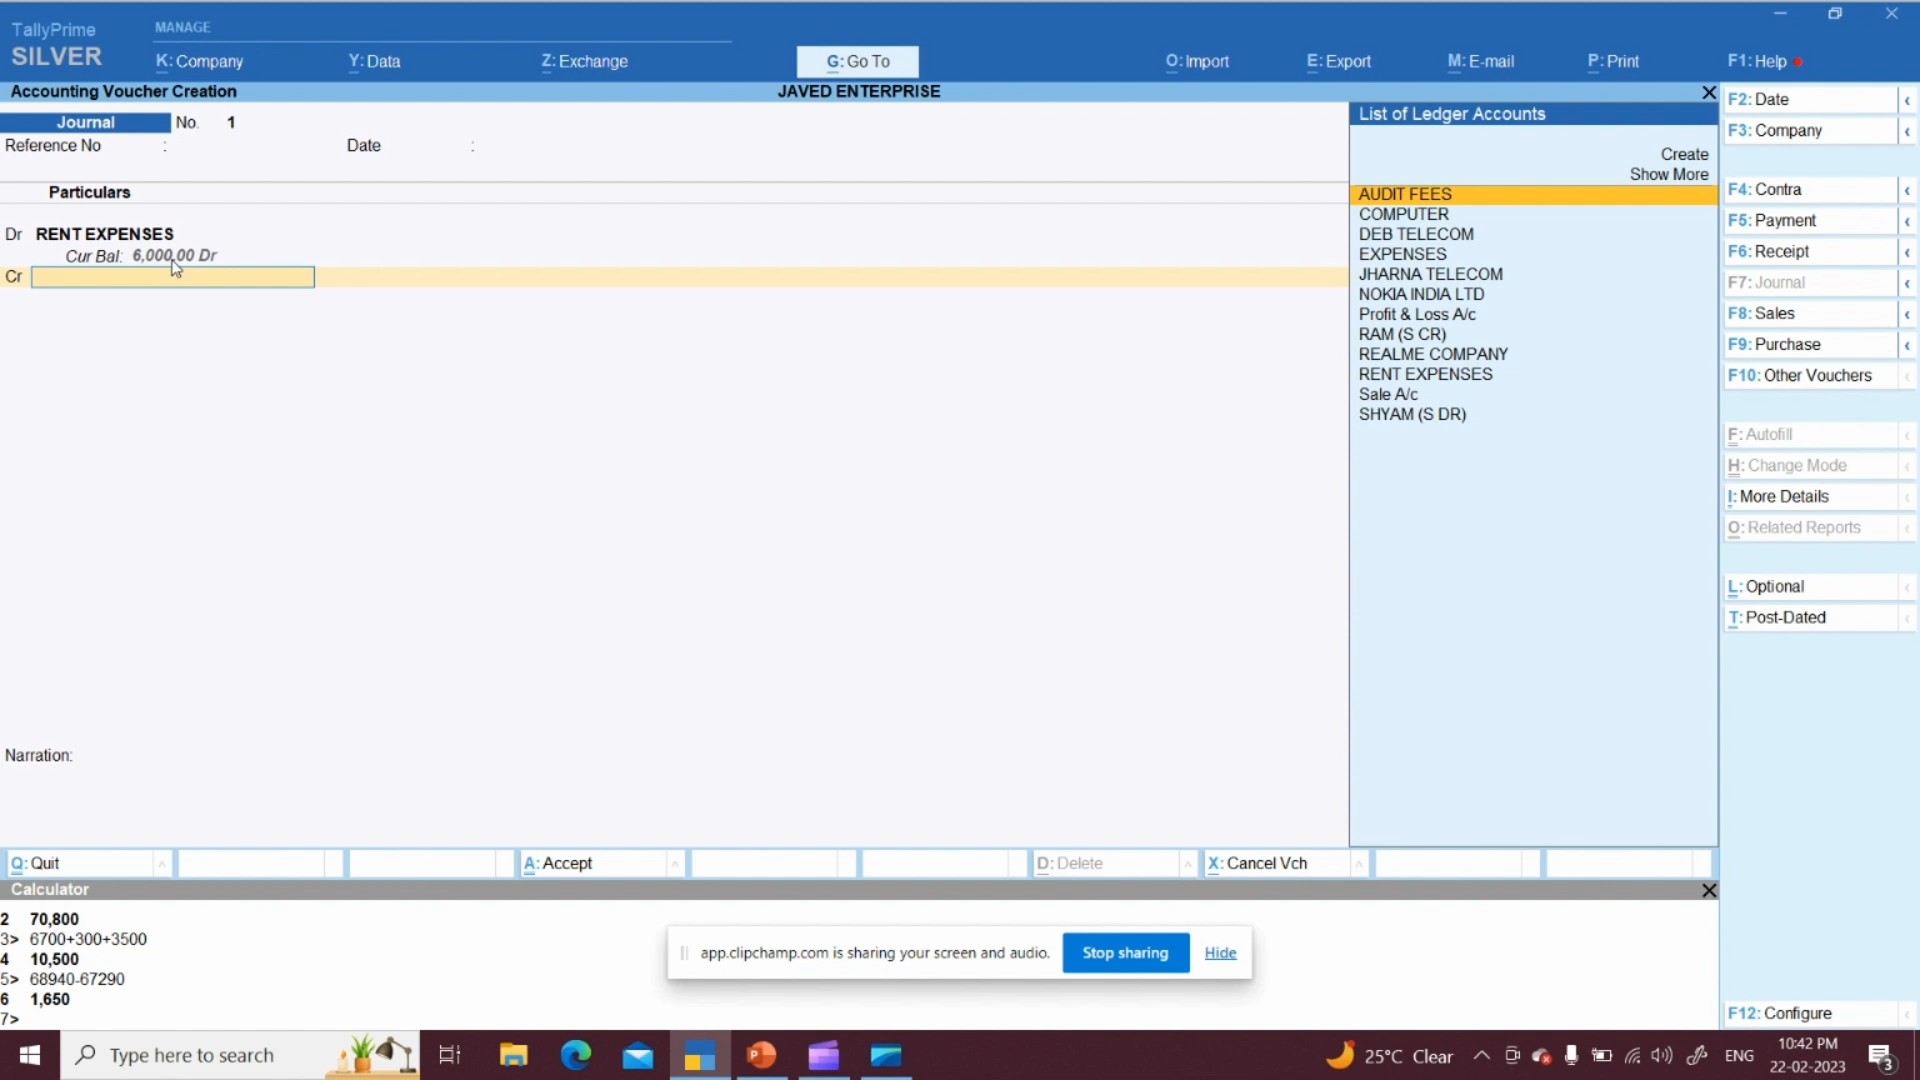 TallyPrime
SILVER
MANAGE
K: Company
Y: Data
Z: Exchange
G: Go To
O: Import
E: Export
M: E-mail
P: Print
F1: Help
Accounting Voucher Creation
JAVED ENTERPRISE
Journal No. 1
Reference No : Date :
Particulars
Dr RENT EXPENSES
Cur Bal: 6,000.00 Dr
Cr
Narration:
List of Ledger Accounts
Create
Show More
AUDIT FEES
COMPUTER
DEB TELECOM
EXPENSES
JHARNA TELECOM
NOKIA INDIA LTD
Profit & Loss A/c
RAM (S CR)
REALME COMPANY
RENT EXPENSES
Sale A/c
SHYAM (S DR)
F2: Date
F3: Company
F4: Contra
F5: Payment
F6: Receipt
F7: Journal
F8: Sales
F9: Purchase
F10: Other Vouchers
F: Autofill
H: Change Mode
I: More Details
O: Related Reports
L: Optional
T: Post-Dated
F12: Configure
Q: Quit
A: Accept
D: Delete
X: Cancel Vch
Calculator
2 70,800
3> 6700+300+3500
4 10,500
5> 68940-67290
6 1,650
7>
app.clipchamp.com is sharing your screen and audio.
Stop sharing
Hide
Type here to search
25°C Clear
ENG
10:42 PM
22-02-2023
3